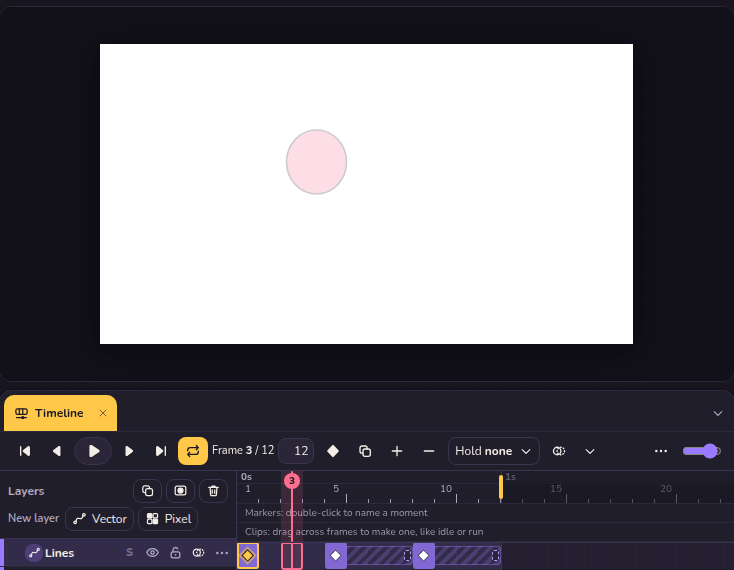 Timeline
Frame 3 / 12 12 Hold none
Layers 0s 1s
1 3 5 10 15 20
New layer Vector Pixel
Markers: double-click to name a moment
Clips: drag across frames to make one, like idle or run
Lines S